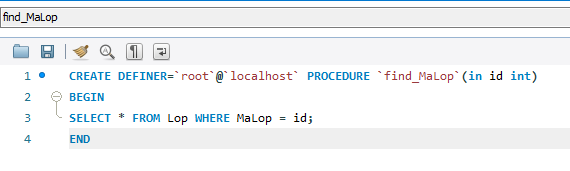 find_MaLop
1 CREATE DEFINER=`root`@`localhost` PROCEDURE `find_MaLop`(in id int)
2 BEGIN
3 SELECT * FROM Lop WHERE MaLop = id;
4 END